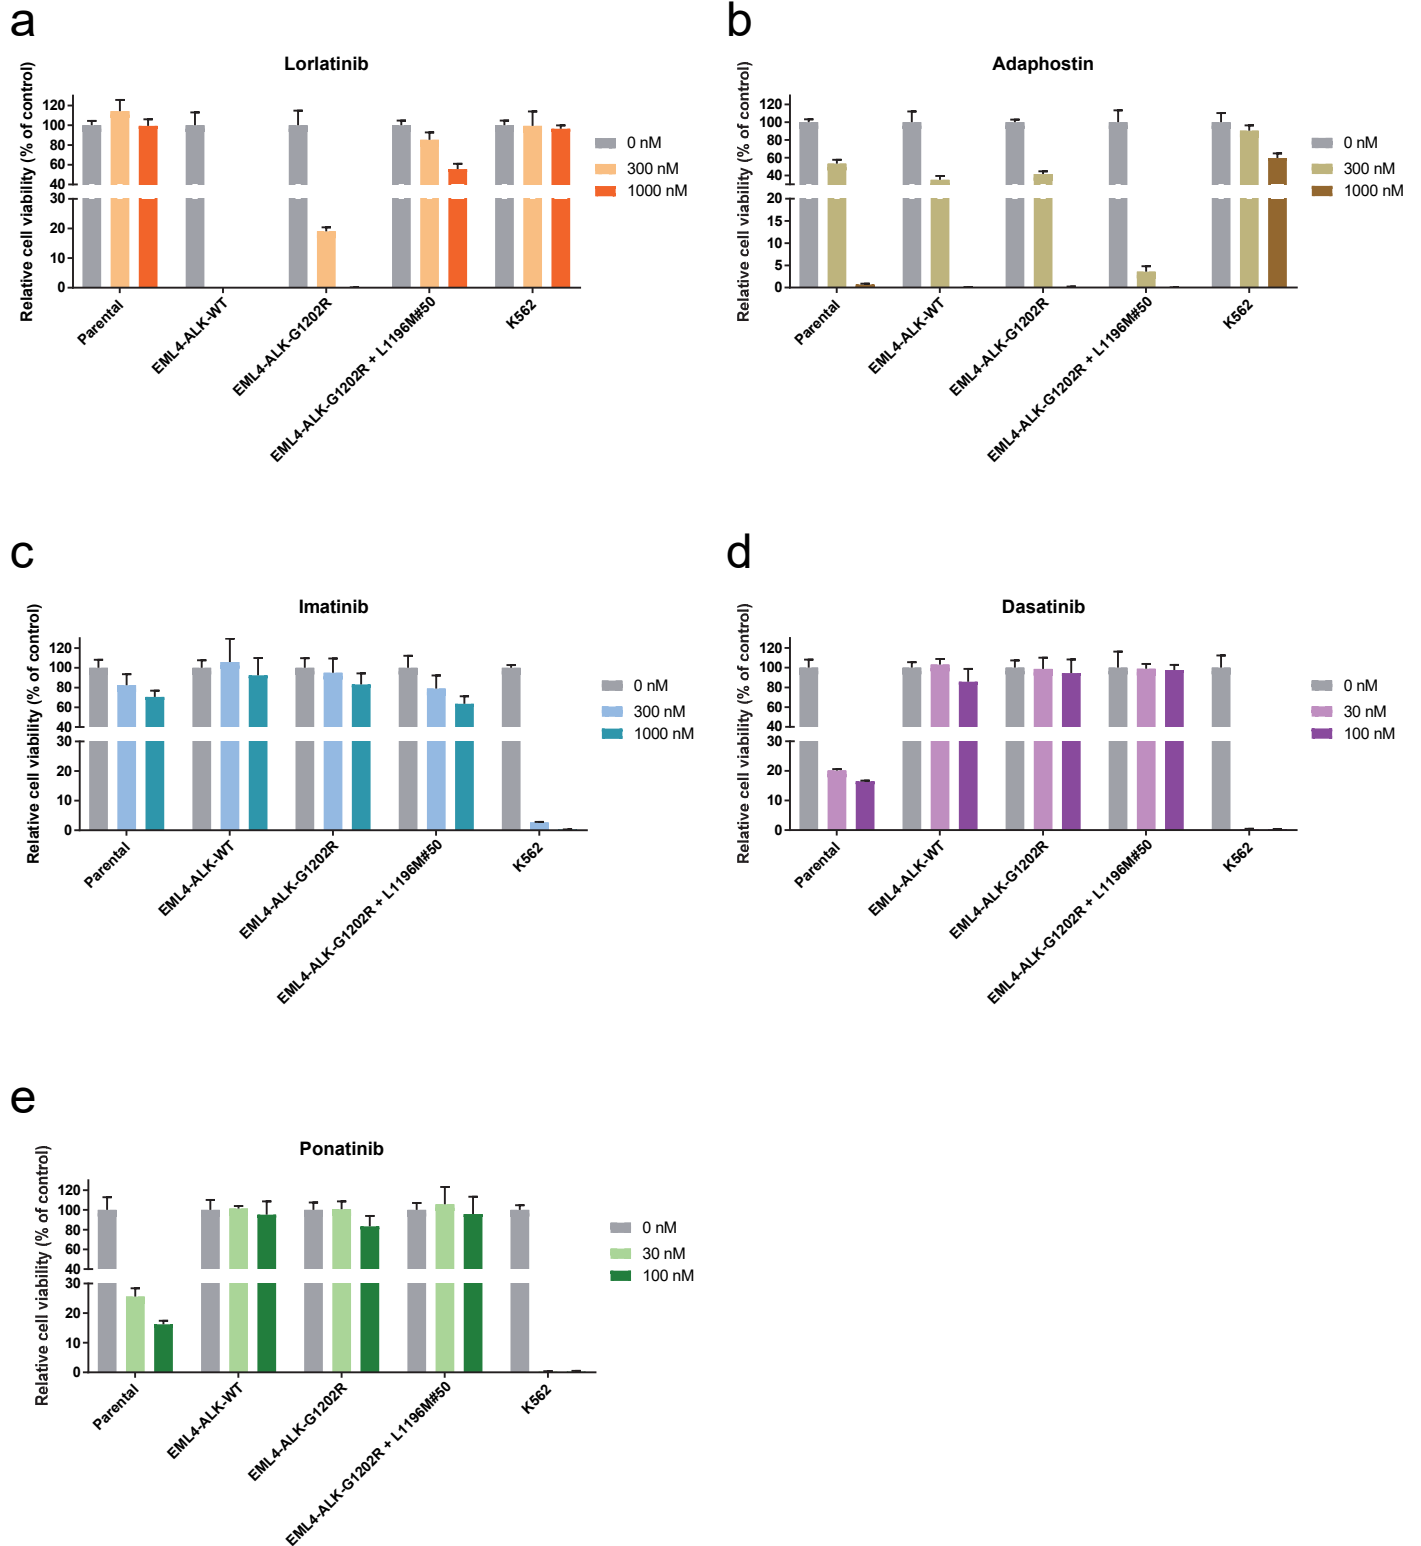 a
Lorlatinib
Relative cell viability (% of control)
120
100
80
60
40
30
20
10
0
Parental
EML4-ALK-WT
EML4-ALK-G1202R
EML4-ALK-G1202R + L1196M#50
K562
0 nM
300 nM
1000 nM
b
Adaphostin
Relative cell viability (% of control)
120
100
80
60
40
20
15
10
5
0
Parental
EML4-ALK-WT
EML4-ALK-G1202R
EML4-ALK-G1202R + L1196M#50
K562
0 nM
300 nM
1000 nM
c
Imatinib
Relative cell viability (% of control)
120
100
80
60
40
30
20
10
0
Parental
EML4-ALK-WT
EML4-ALK-G1202R
EML4-ALK-G1202R + L1196M#50
K562
0 nM
300 nM
1000 nM
d
Dasatinib
Relative cell viability (% of control)
120
100
80
60
40
30
20
10
0
Parental
EML4-ALK-WT
EML4-ALK-G1202R
EML4-ALK-G1202R + L1196M#50
K562
0 nM
30 nM
100 nM
e
Ponatinib
Relative cell viability (% of control)
120
100
80
60
40
30
20
10
0
Parental
EML4-ALK-WT
EML4-ALK-G1202R
EML4-ALK-G1202R + L1196M#50
K562
0 nM
30 nM
100 nM